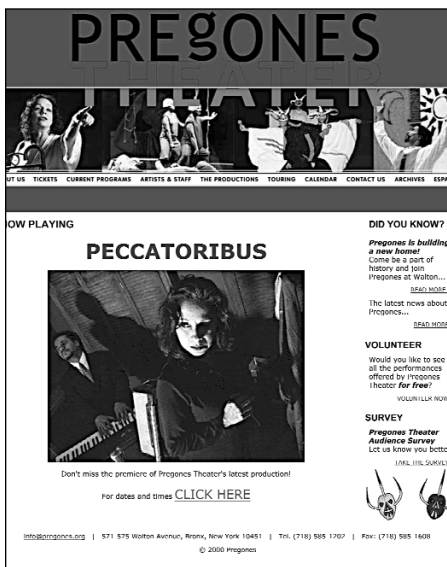 PREGONES
THEATER
UT US TICKETS CURRENT PROGRAMS ARTISTS & STAFF THE PRODUCTIONS TOURING CALENDAR CONTACT US ARCHIVES ESPA
OW PLAYING
PECCATORIBUS
Don't miss the premiere of Pregones Theater's latest production!
For dates and times CLICK HERE
DID YOU KNOW?
Pregones is building
a new home!
Come be a part of
history and join
Pregones at Walton...
READ MORE
The latest news about
Pregones...
READ MORE
VOLUNTEER
Would you like to see
all the performances
offered by Pregones
Theater for free?
VOLUNTEER NOW
SURVEY
Pregones Theater
Audience Survey
Let us know you bette
TAKE THE SURVEY
info@pregones.org | 571 575 Walton Avenue, Bronx, New York 10451 | Tel. (718) 585 1202 | Fax: (718) 585 1608
© 2000 Pregones